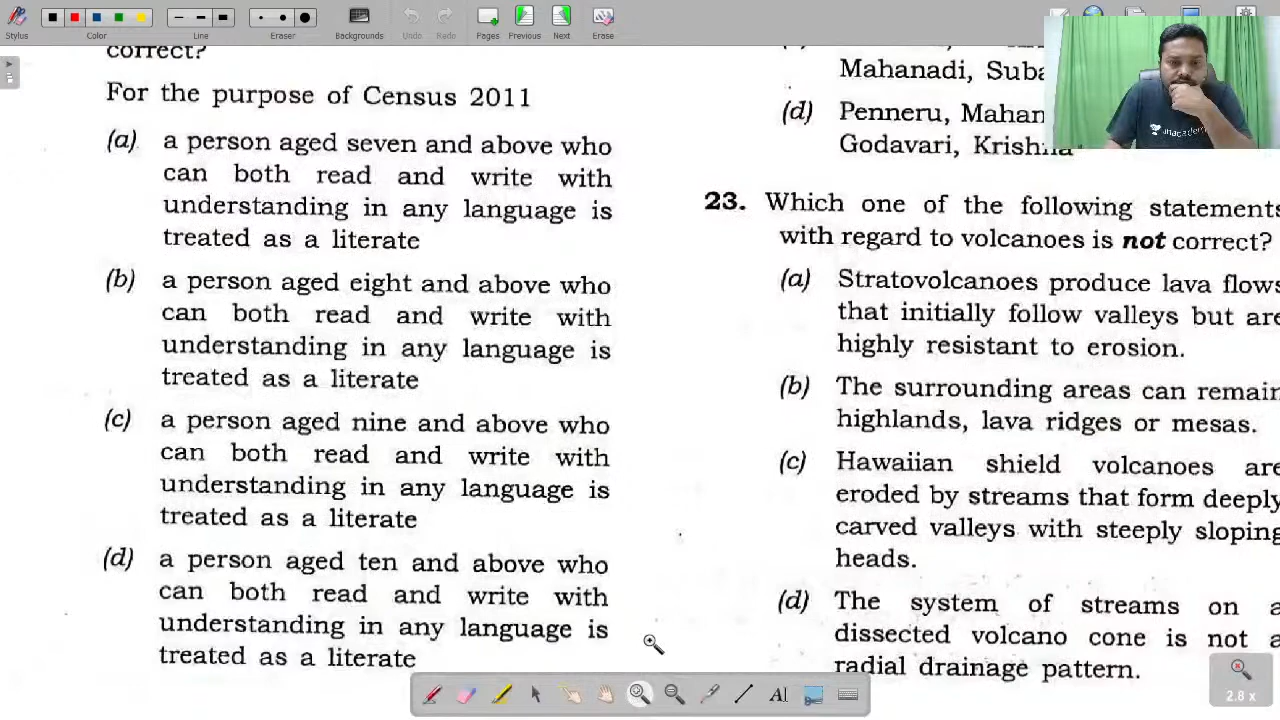 Stylus
Color
Line
Eraser
Backgrounds
Undo
Redo
Pages
Previous
Next
Erase
correct?
For the purpose of Census 2011
(a) a person aged seven and above who
can both read and write with
understanding in any language is
treated as a literate
(b) a person aged eight and above who
can both read and write with
understanding in any language is
treated as a literate
(c) a person aged nine and above who
can both read and write with
understanding in any language is
treated as a literate
(d) a person aged ten and above who
can both read and write with
understanding in any language is
treated as a literate
Mahanadi, Suba
(d) Penneru, Mahan
Godavari, Krishna
23. Which one of the following statements
with regard to volcanoes is not correct?
(a) Stratovolcanoes produce lava flows
that initially follow valleys but are
highly resistant to erosion.
(b) The surrounding areas can remain
highlands, lava ridges or mesas.
(c) Hawaiian shield volcanoes are
eroded by streams that form deeply
carved valleys with steeply sloping
heads.
(d) The system of streams on a
dissected volcano cone is not a
radial drainage pattern.
AI
2.8 x